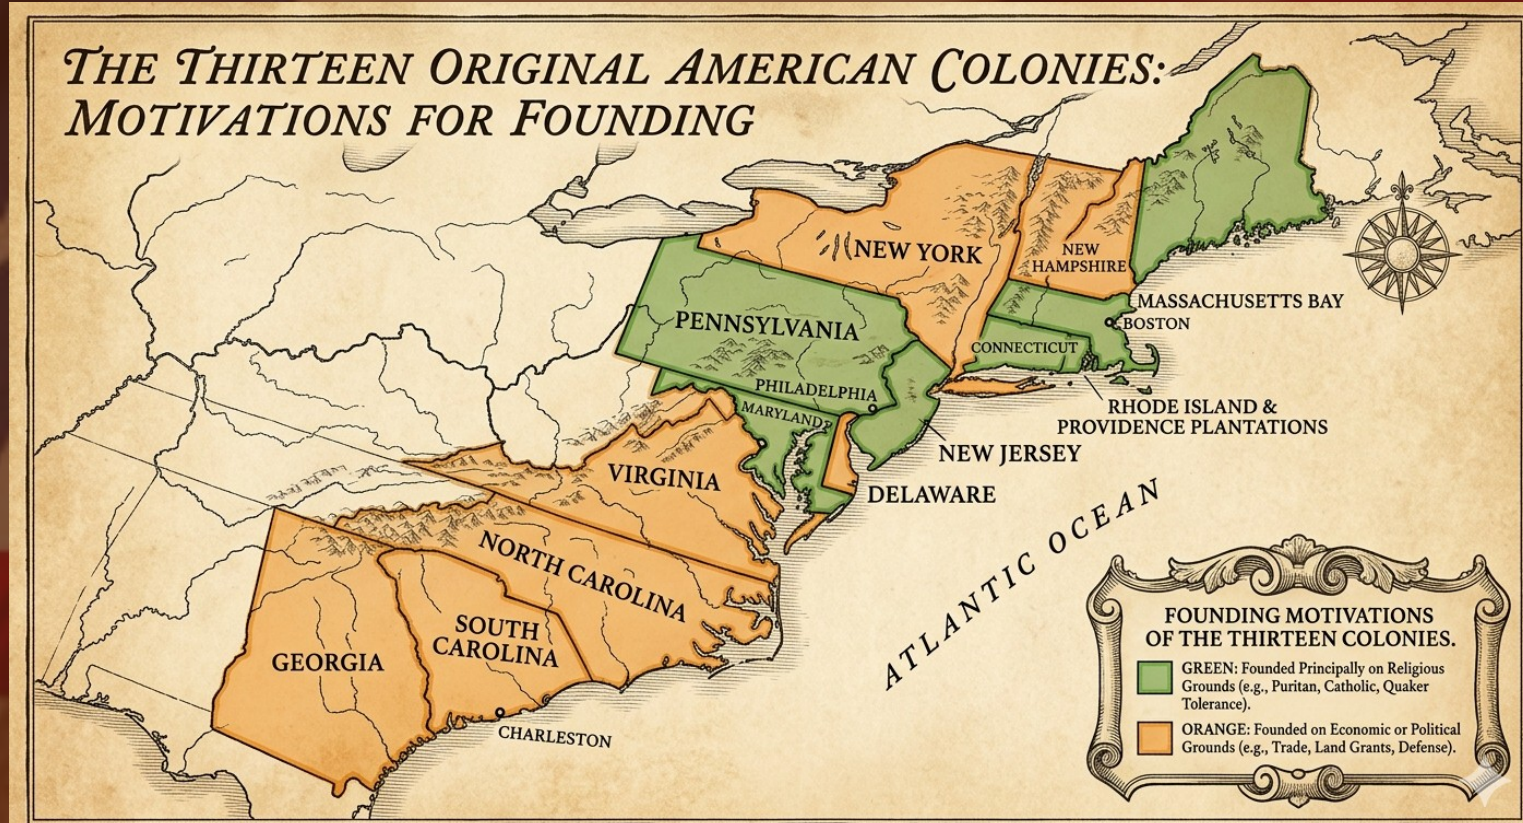 THE THIRTEEN ORIGINAL AMERICAN COLONIES:
MOTIVATIONS FOR FOUNDING
NEW YORK
NEW
HAMPSHIRE
MASSACHUSETTS BAY
BOSTON
PENNSYLVANIA
CONNECTICUT
PHILADELPHIA
MARYLAND
RHODE ISLAND &
PROVIDENCE PLANTATIONS
NEW JERSEY
VIRGINIA
DELAWARE
NORTH CAROLINA
ATLANTIC OCEAN
SOUTH
CAROLINA
GEORGIA
CHARLESTON
FOUNDING MOTIVATIONS
OF THE THIRTEEN COLONIES.
GREEN: Founded Principally on Religious
Grounds (e.g., Puritan, Catholic, Quaker
Tolerance).
ORANGE: Founded on Economic or Political
Grounds (e.g., Trade, Land Grants, Defense).